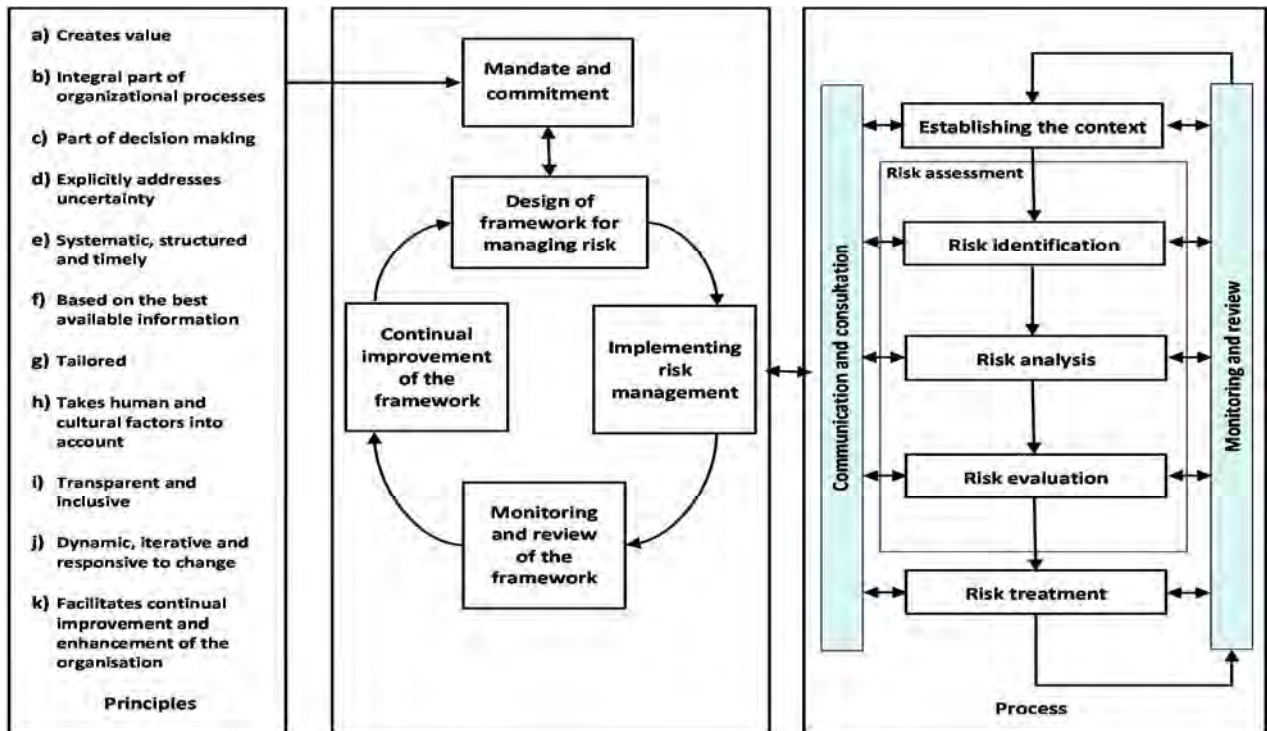 a) Creates value
b) Integral part of
organizational processes
c) Part of decision making
d) Explicitly addresses
uncertainty
e) Systematic, structured
and timely
f) Based on the best
available information
g) Tailored
h) Takes human and
cultural factors into
account
i) Transparent and
inclusive
j) Dynamic, iterative and
responsive to change
k) Facilitates continual
improvement and
enhancement of the
organisation
Principles
Mandate and
commitment
Design of
framework for
managing risk
Continual
improvement
of the
framework
Implementing
risk
management
Monitoring
and review
of the
framework
Communication and consultation
Establishing the context
Risk assessment
Risk identification
Risk analysis
Risk evaluation
Risk treatment
Monitoring and review
Process